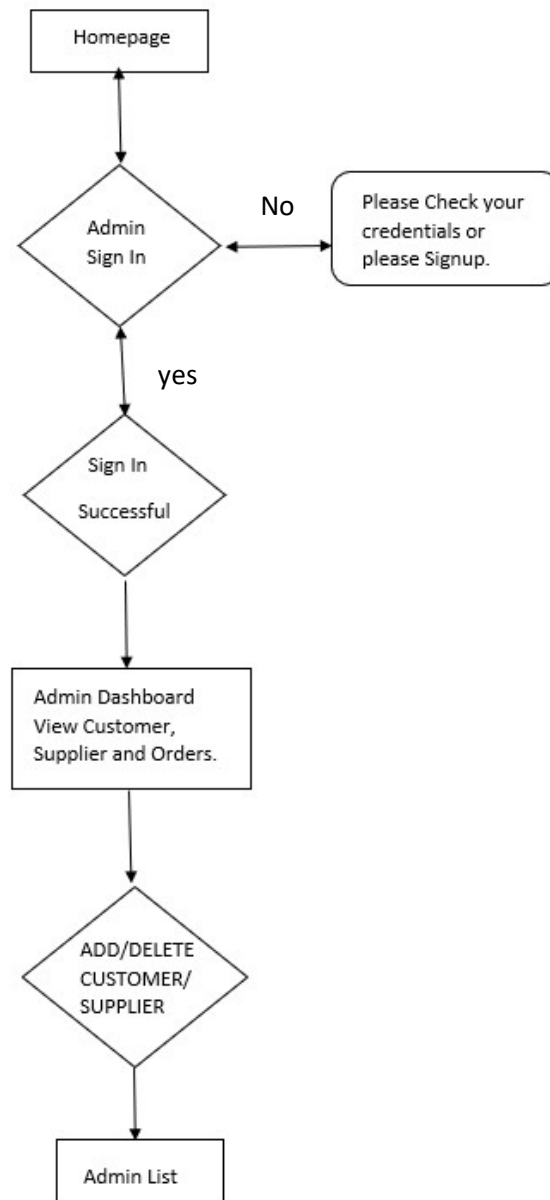 Homepage
Admin
Sign In
No
Please Check your
credentials or
please Signup.
yes
Sign In
Successful
Admin Dashboard
View Customer,
Supplier and Orders.
ADD/DELETE
CUSTOMER/
SUPPLIER
Admin List